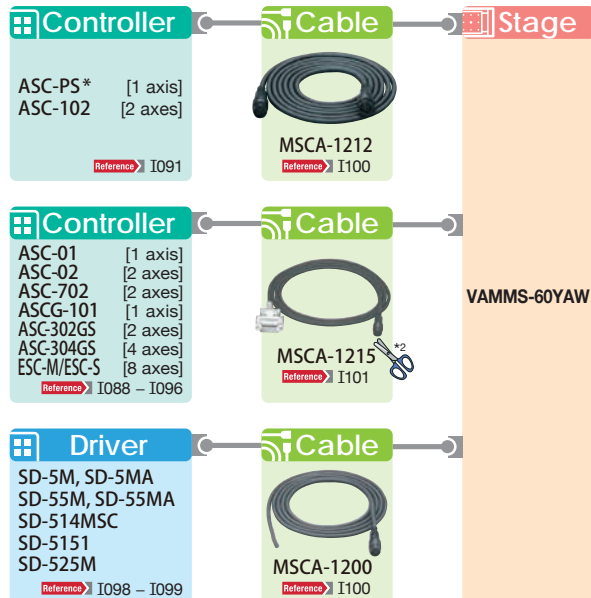 Controller
Cable
Stage
ASC-PS* [1 axis]
ASC-102 [2 axes]
Reference I091
MSCA-1212
Reference I100
Controller
Cable
ASC-01 [1 axis]
ASC-02 [2 axes]
ASC-702 [2 axes]
ASCG-101 [1 axis]
ASC-302GS [2 axes]
ASC-304GS [4 axes]
ESC-M/ESC-S [8 axes]
Reference I088 – I096
MSCA-1215 *2
Reference I101
VAMMS-60YAW
Driver
Cable
SD-5M, SD-5MA
SD-55M, SD-55MA
SD-514MSC
SD-5151
SD-525M
Reference I098 – I099
MSCA-1200
Reference I100